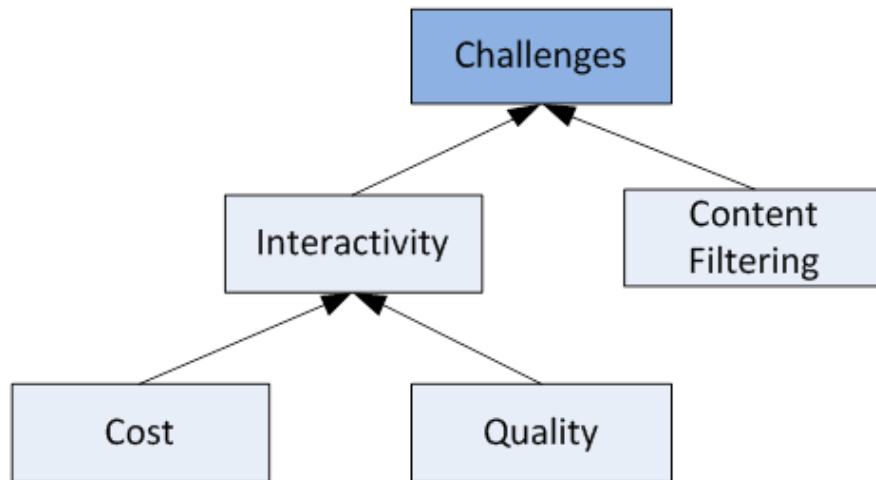 Challenges
Interactivity
Content
Filtering
Cost
Quality